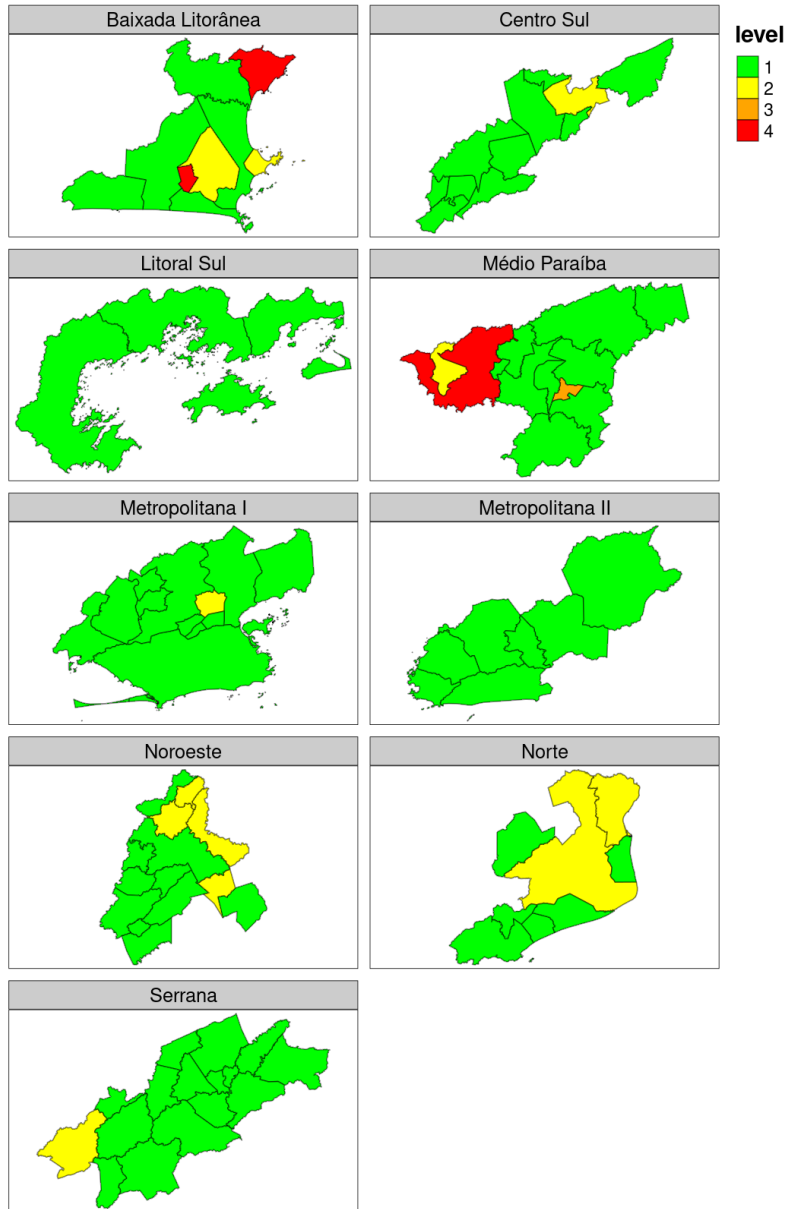 Baixada Litorânea
Centro Sul
level
1
2
3
4
Litoral Sul
Médio Paraíba
Metropolitana I
Metropolitana II
Noroeste
Norte
Serrana